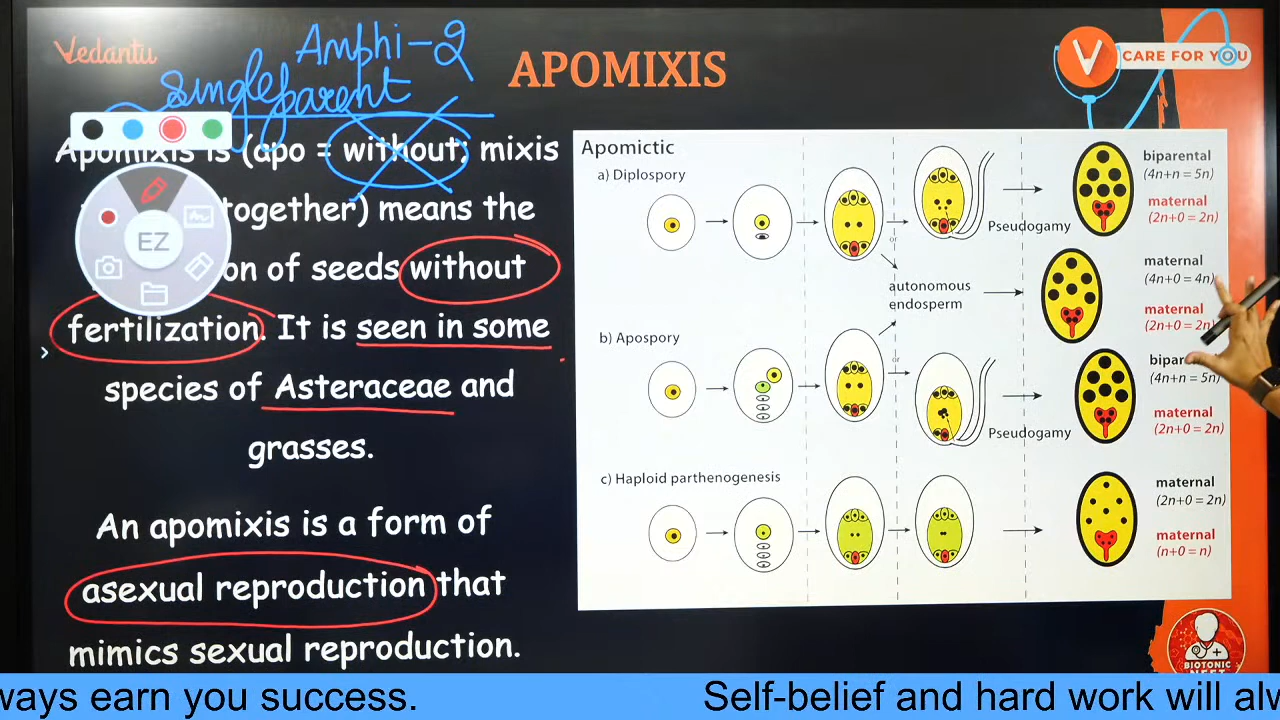 Vedantu
Amphi-2
Single parent
APOMIXIS
V CARE FOR YOU
Apomixis is (apo = without; mixis
together) means the
on of seeds without
fertilization. It is seen in some
species of Asteraceae and
grasses.
An apomixis is a form of
asexual reproduction that
mimics sexual reproduction.
EZ
Apomictic
a) Diplospory
Pseudogamy
biparental
(4n+n = 5n)
maternal
(2n+0 = 2n)
or
autonomous
endosperm
maternal
(4n+0 = 4n)
maternal
(2n+0 = 2n)
b) Apospory
or
Pseudogamy
(4n+n = 5n)
maternal
(2n+0 = 2n)
c) Haploid parthenogenesis
maternal
(2n+0 = 2n)
maternal
(n+0 = n)
BIOTONIC
NEET
ways earn you success. Self-belief and hard work will alw